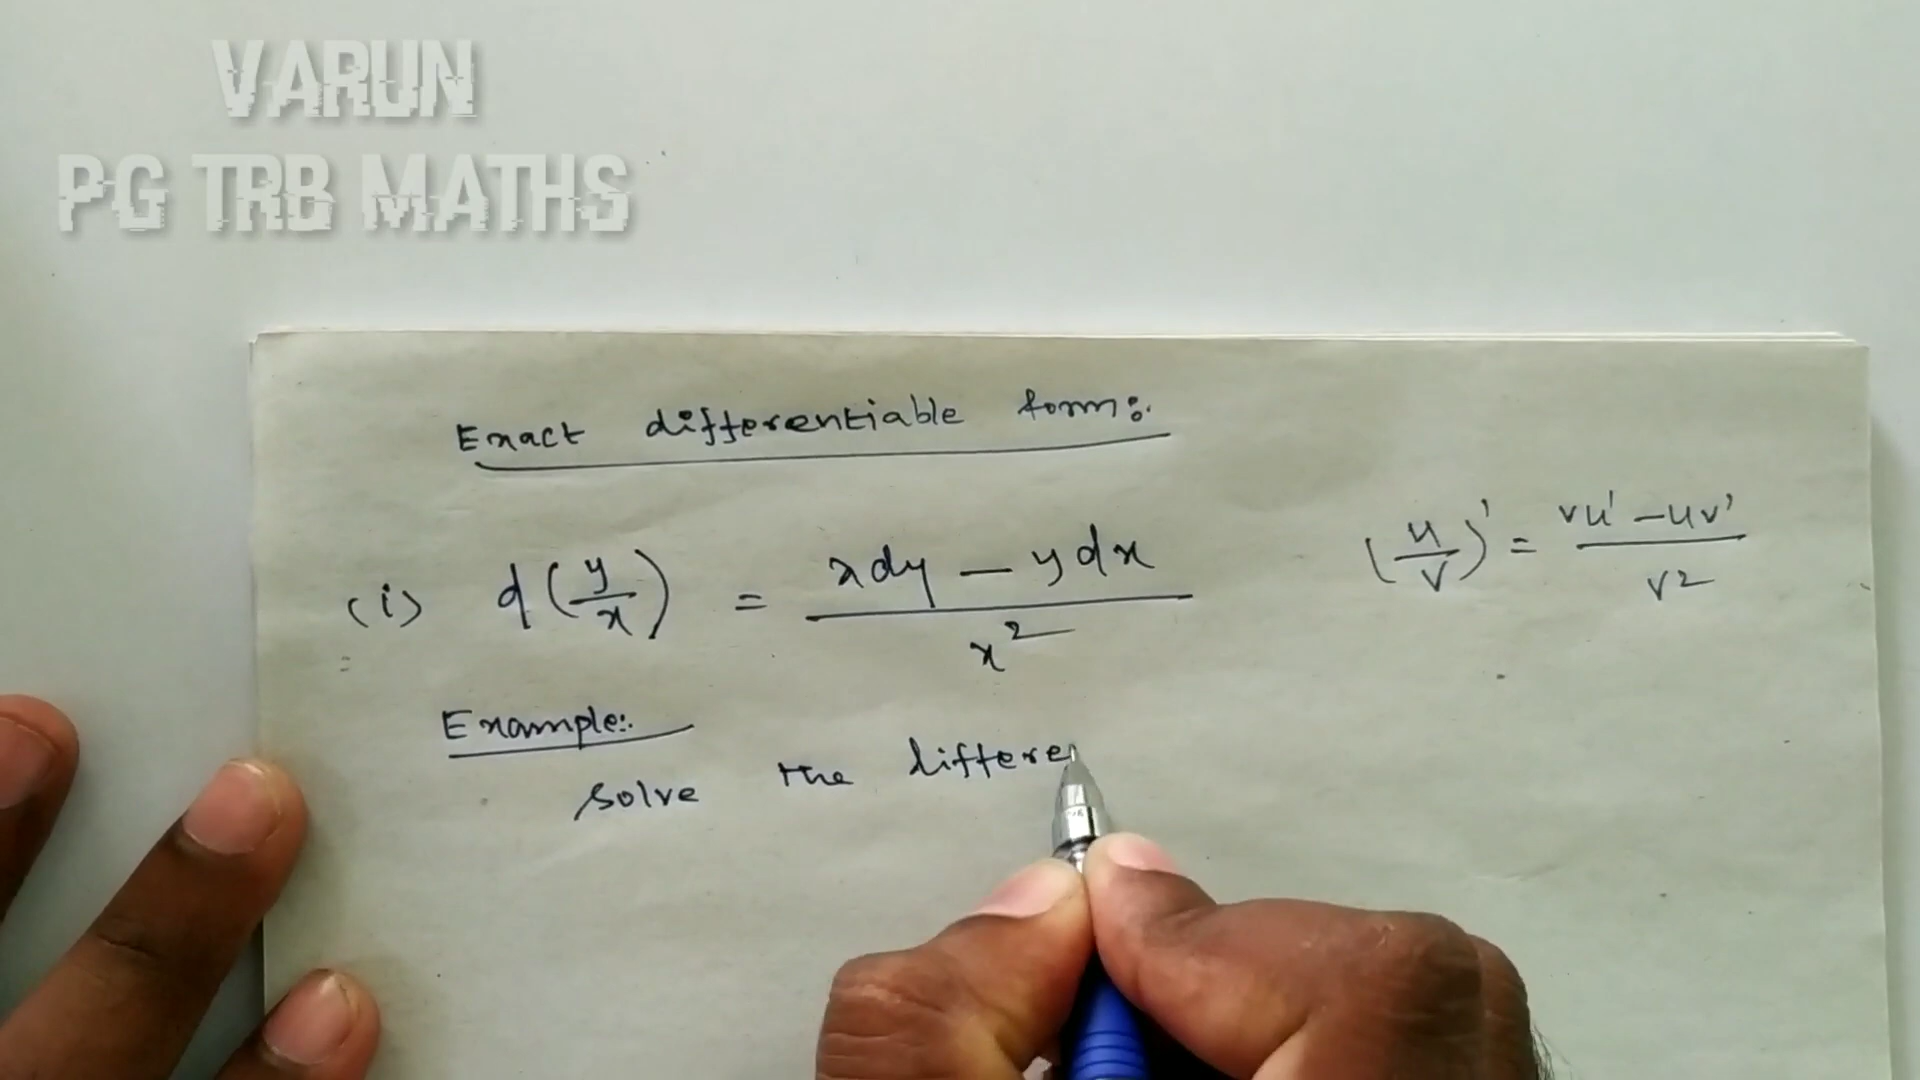 VARUN
PG TRB MATHS
Exact differentiable form:.
(i) d(y/x) = xdy - ydx / x² (u/v)' = vu' - uv' / v²
Example:.
solve the differe